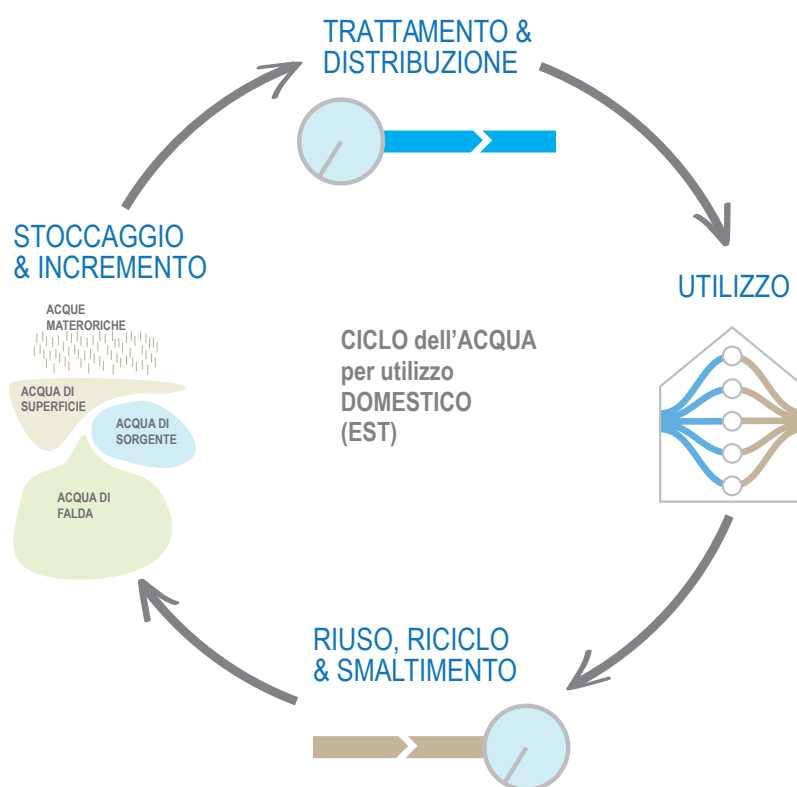 TRATTAMENTO &
DISTRIBUZIONE
STOCCAGGIO
& INCREMENTO
UTILIZZO
ACQUE
MATERORICHE
CICLO dell'ACQUA
per utilizzo
DOMESTICO
(EST)
ACQUA DI
SUPERFICIE
ACQUA DI
SORGENTE
ACQUA DI
FALDA
RIUSO, RICICLO
& SMALTIMENTO